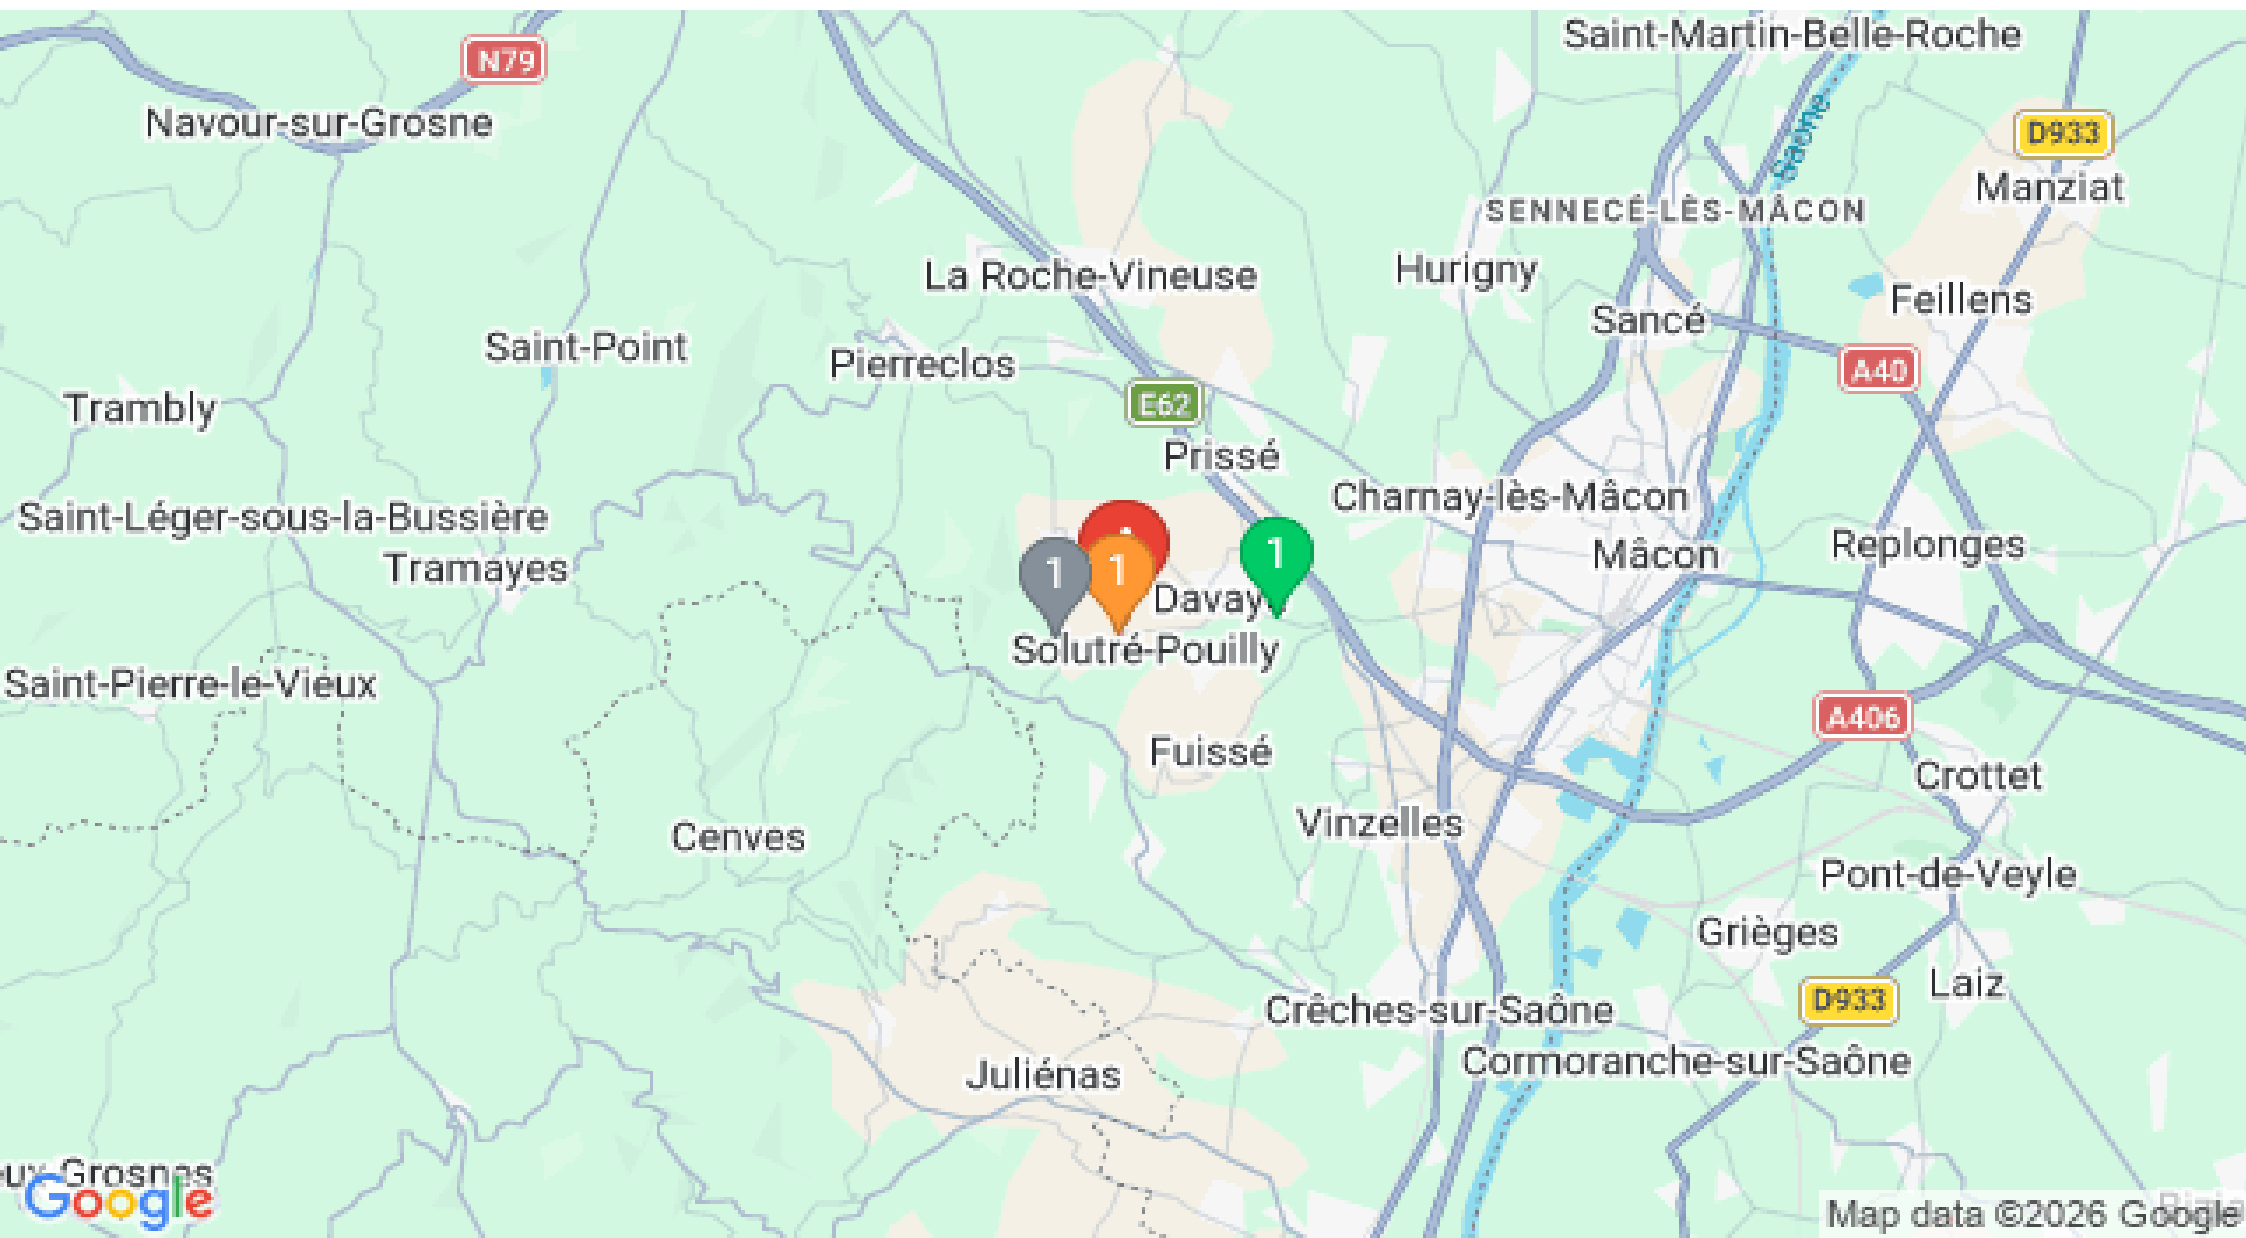 Saint-Martin-Belle-Roche
N79
Navour-sur-Grosne
Saône
D933
Manziat
SENNECÉ-LÈS-MÂCON
La Roche-Vineuse
Hurigny
Feillens
Sancé
Saint-Point
Pierreclos
A40
Trambly
E62
Prissé
Charnay-lès-Mâcon
Saint-Léger-sous-la-Bussière
Mâcon
Replonges
Tramayes
1
1
1
Solutré-Pouilly
Saint-Pierre-le-Vieux
A406
Fuissé
Crottet
Vinzelles
Cenves
Pont-de-Veyle
Grièges
Laiz
D933
Crêches-sur-Saône
Cormoranche-sur-Saône
Juliénas
Google
Map data ©2026 Google